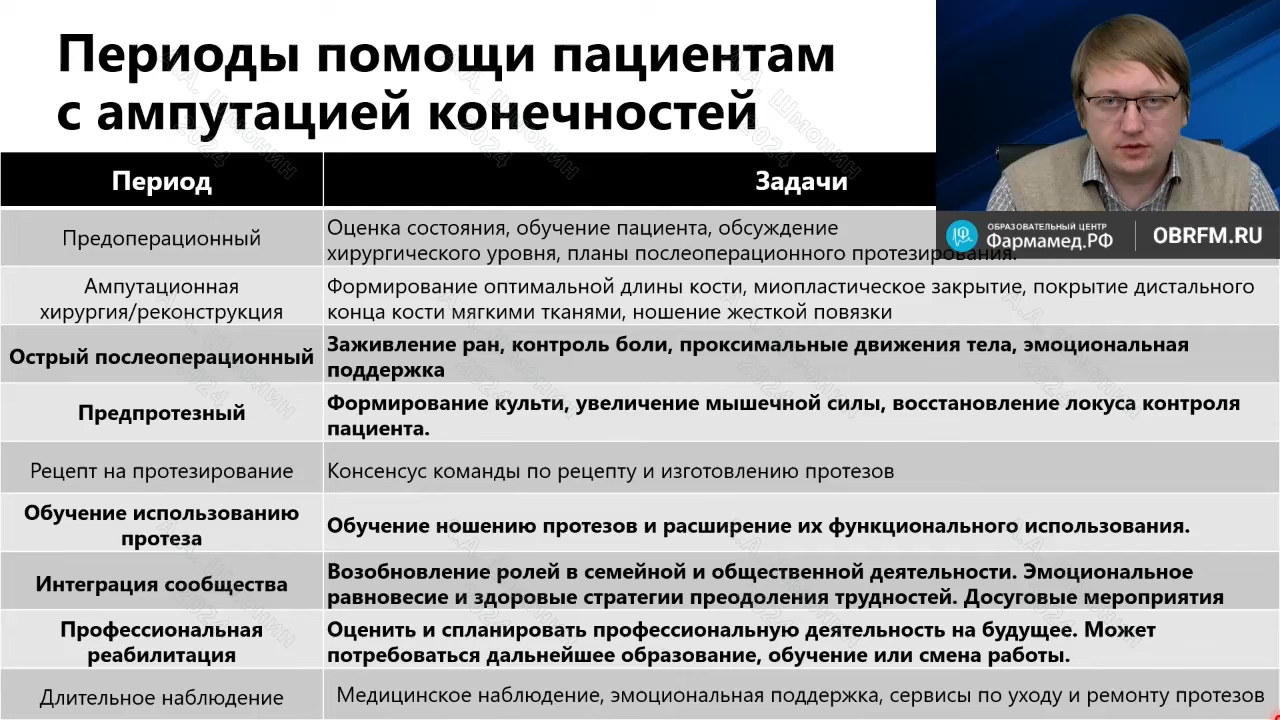 Периоды помощи пациентам
с ампутацией конечностей
Период
Задачи
Предоперационный
Оценка состояния, обучение пациента, обсуждение
хирургического уровня, планы послеоперационного протезирования.
Ампутационная
хирургия/реконструкция
Формирование оптимальной длины кости, миопластическое закрытие, покрытие дистального
конца кости мягкими тканями, ношение жесткой повязки
Острый послеоперационный
Заживление ран, контроль боли, проксимальные движения тела, эмоциональная
поддержка
Предпротезный
Формирование культи, увеличение мышечной силы, восстановление локуса контроля
пациента.
Рецепт на протезирование
Консенсус команды по рецепту и изготовлению протезов
Обучение использованию
протеза
Обучение ношению протезов и расширение их функционального использования.
Интеграция сообщества
Возобновление ролей в семейной и общественной деятельности. Эмоциональное
равновесие и здоровые стратегии преодоления трудностей. Досуговые мероприятия
Профессиональная
реабилитация
Оценить и спланировать профессиональную деятельность на будущее. Может
потребоваться дальнейшее образование, обучение или смена работы.
Длительное наблюдение
Медицинское наблюдение, эмоциональная поддержка, сервисы по уходу и ремонту протезов
ОБРАЗОВАТЕЛЬНЫЙ ЦЕНТР
Фармамед.РФ
OBRFM.RU
А.А. Шмонин
2024